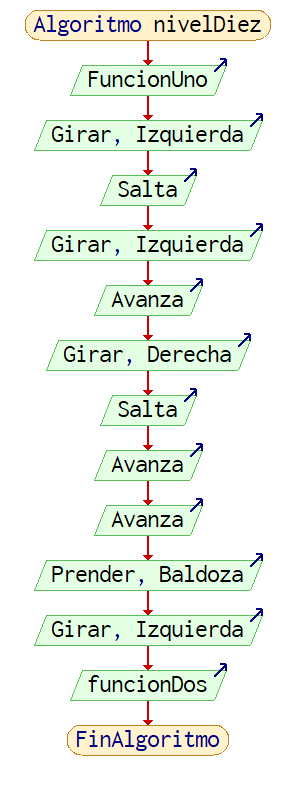 Algoritmo nivelDiez
FuncionUno
Girar, Izquierda
Salta
Girar, Izquierda
Avanza
Girar, Derecha
Salta
Avanza
Avanza
Prender, Baldoza
Girar, Izquierda
funcionDos
FinAlgoritmo